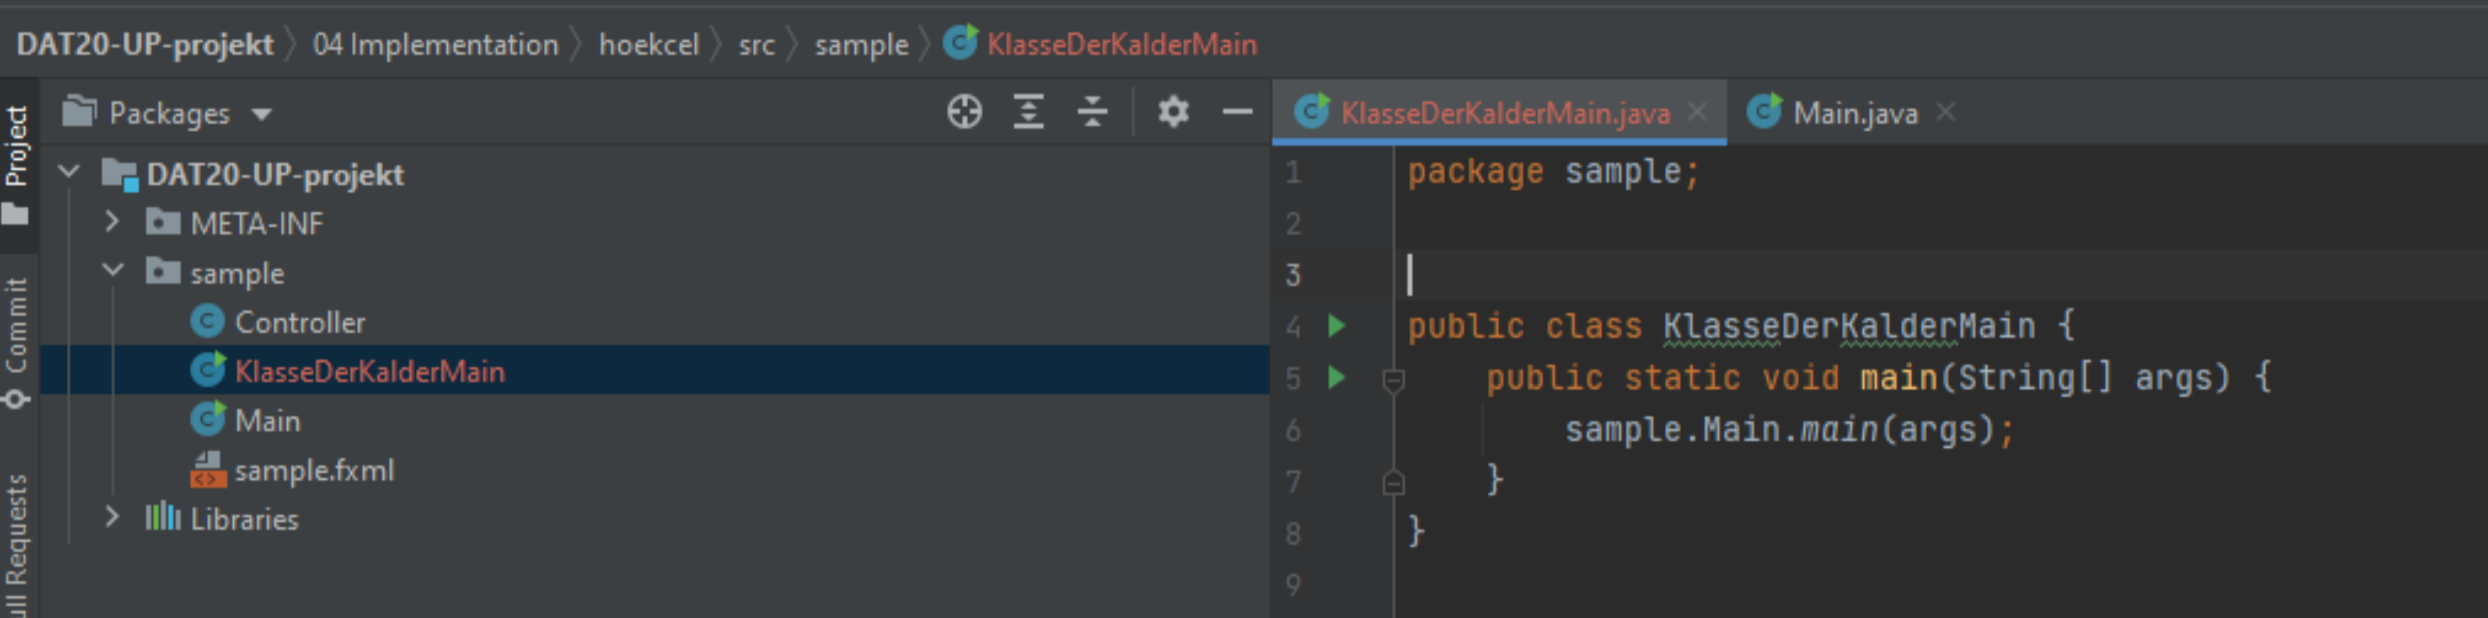 DAT20-UP-projekt 04 Implementation hoekcel src sample KlasseDerKalderMain
Project
Commit
Packages
DAT20-UP-projekt
META-INF
sample
Controller
KlasseDerKalderMain
Main
sample.fxml
Libraries
KlasseDerKalderMain.java Main.java
1 package sample;
2
3
4 public class KlasseDerKalderMain {
5 public static void main(String[] args) {
6 sample.Main.main(args);
7 }
8 }
9